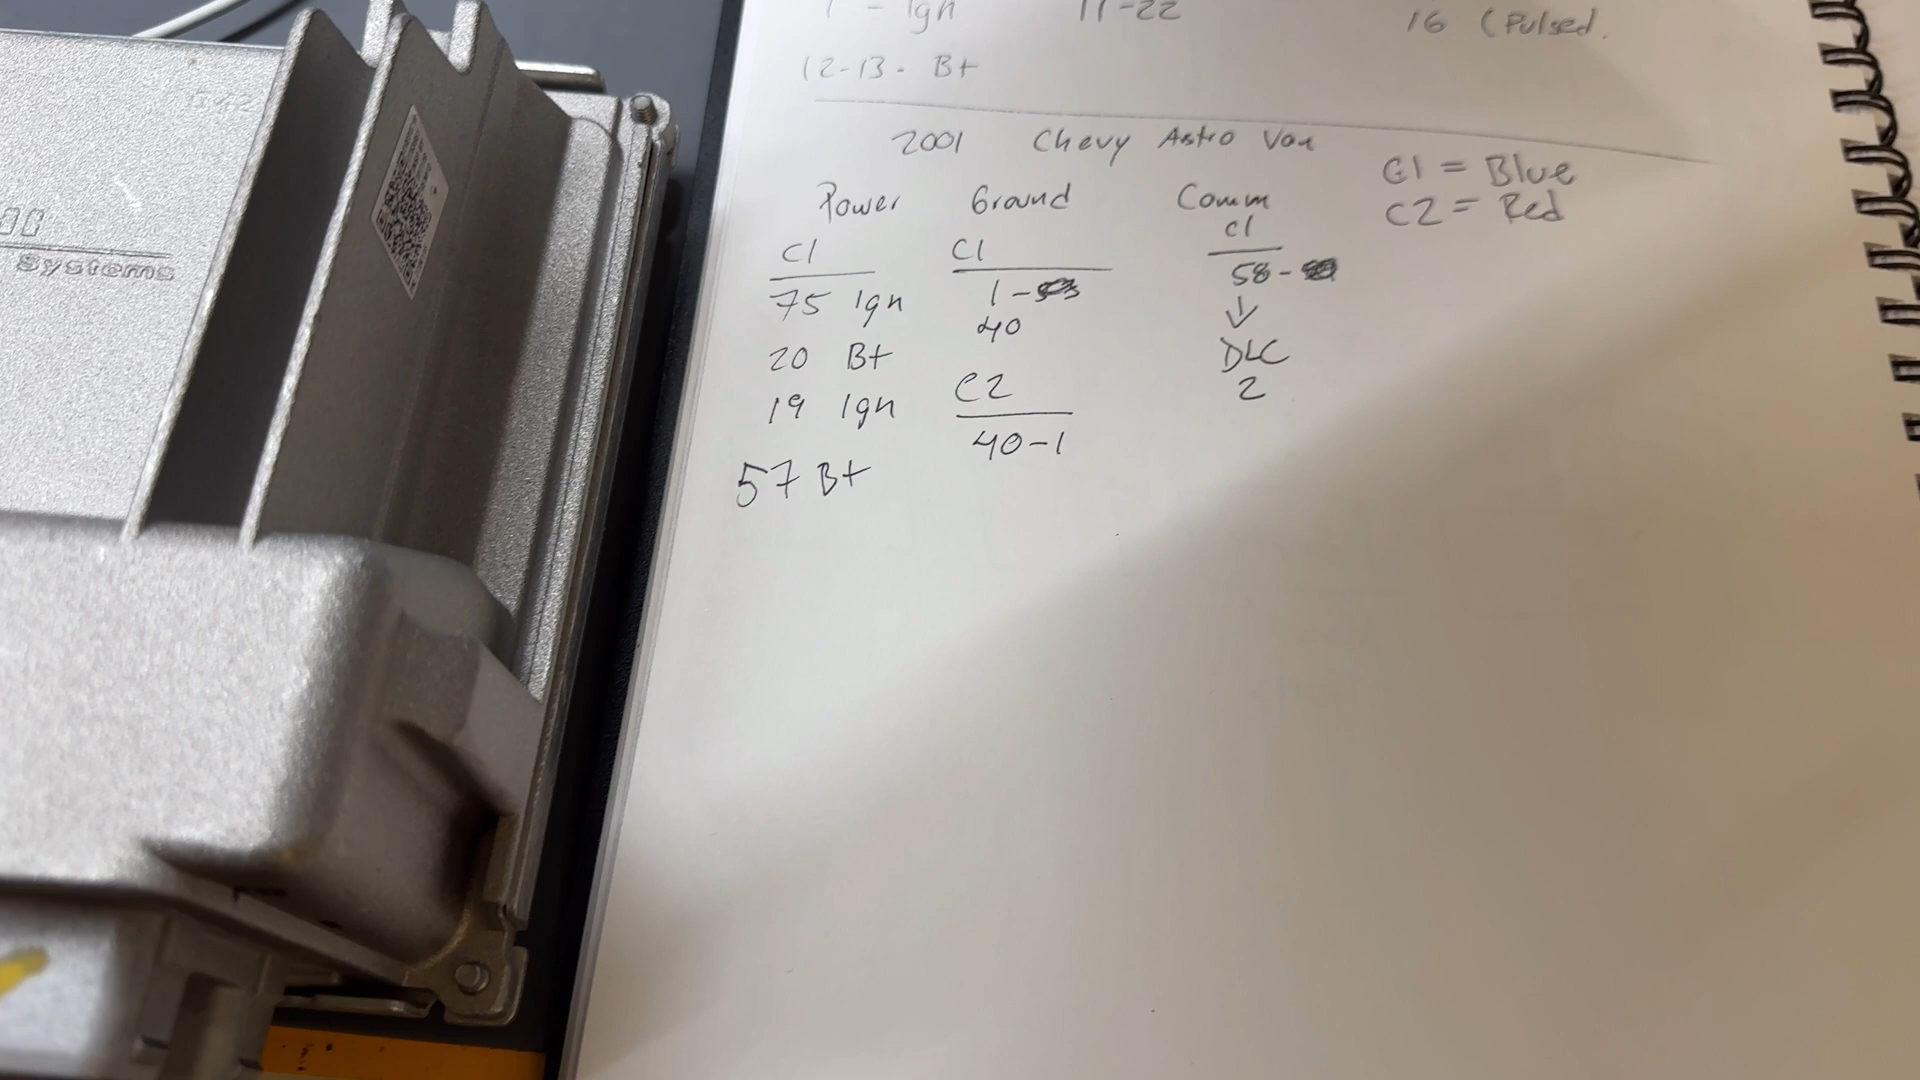 1 - Ign 11-22 16 (Pulsed.
12-13 - B+
2001 Chevy Astro Van
C1 = Blue
C2 = Red
Power Ground Comm
C1 C1 C1
75 Ign 1- 58-
40
20 B+ DLC
19 Ign C2 2
40-1
57 B+
Systems